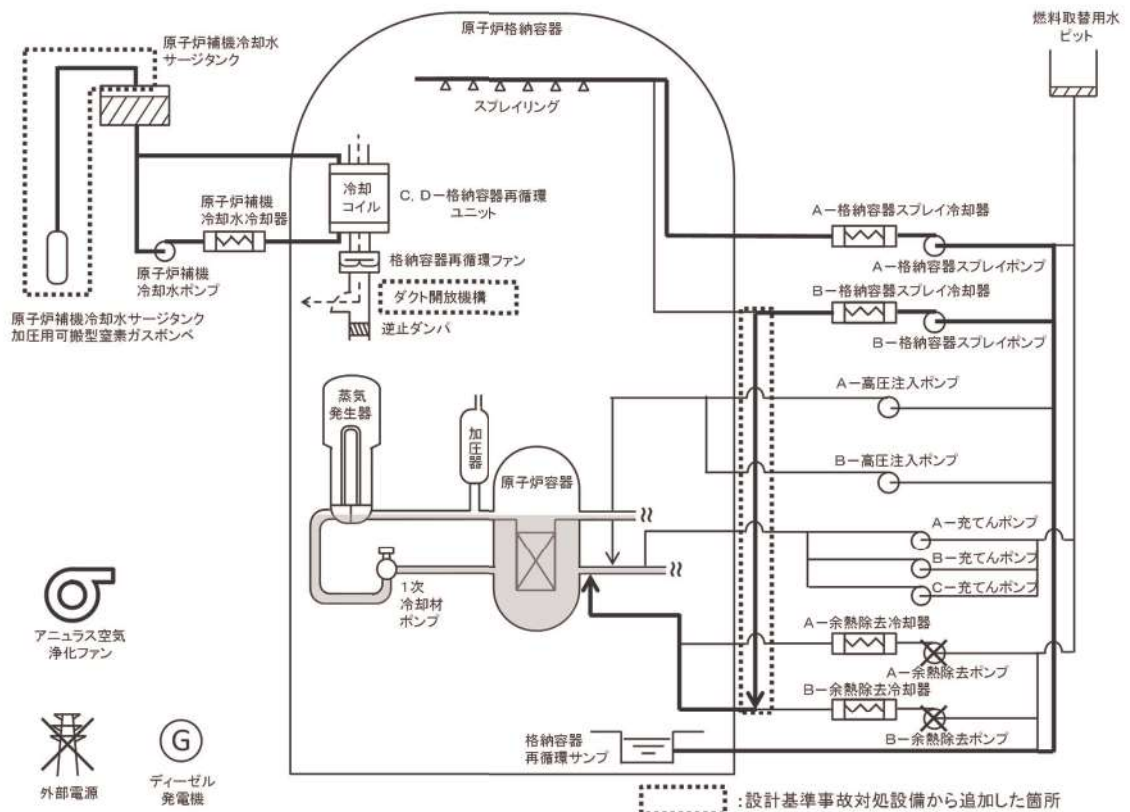 原子炉補機冷却水
サージタンク
原子炉格納容器
燃料取替用水
ピット
スプレイリング
冷却
コイル
C,D-格納容器再循環
ユニット
原子炉補機
冷却水冷却器
格納容器再循環ファン
原子炉補機
冷却水ポンプ
ダクト開放機構
原子炉補機冷却水サージタンク
加圧用可搬型窒素ガスボンベ
逆止ダンパ
A-格納容器スプレイ冷却器
A-格納容器スプレイポンプ
B-格納容器スプレイ冷却器
B-格納容器スプレイポンプ
A-高圧注入ポンプ
B-高圧注入ポンプ
蒸気
発生器
加圧器
原子炉容器
A-充てんポンプ
B-充てんポンプ
C-充てんポンプ
1次
冷却材
ポンプ
アニュラス空気
浄化ファン
A-余熱除去冷却器
A-余熱除去ポンプ
B-余熱除去冷却器
B-余熱除去ポンプ
格納容器
再循環サンプ
外部電源
G
ディーゼル
発電機
:設計基準事故対処設備から追加した箇所